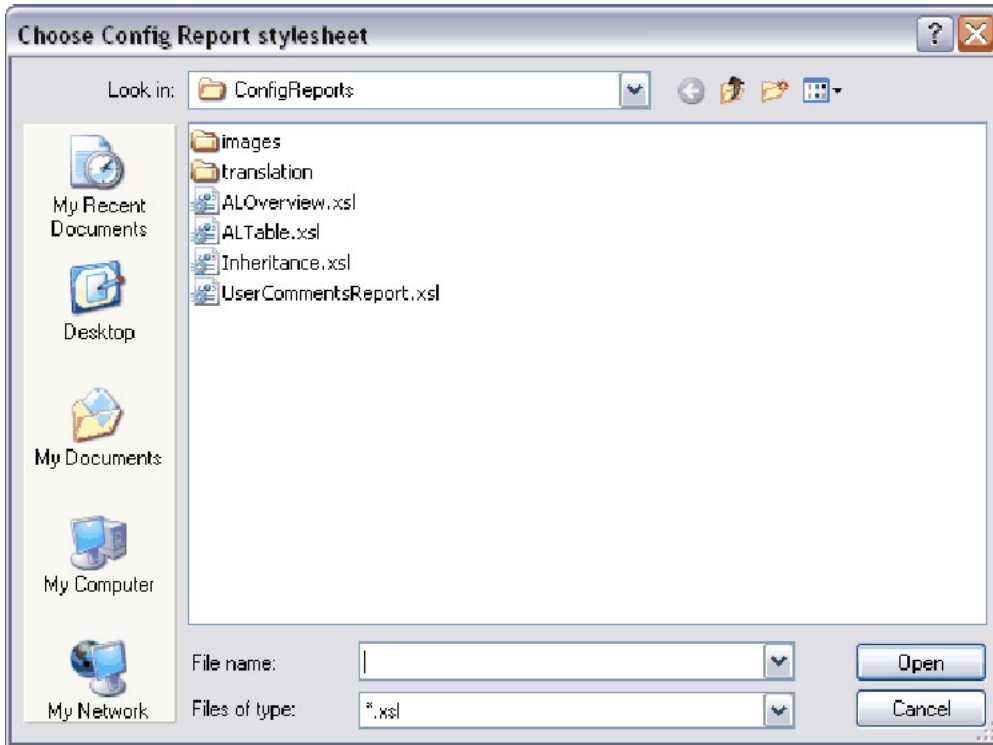 Choose Config Report stylesheet
?
Look in: ConfigReports
images
translation
ALOverview.xsl
ALTable.xsl
Inheritance.xsl
UserCommentsReport.xsl
My Recent
Documents
Desktop
My Documents
My Computer
My Network
File name:
Open
Files of type: *.xsl
Cancel